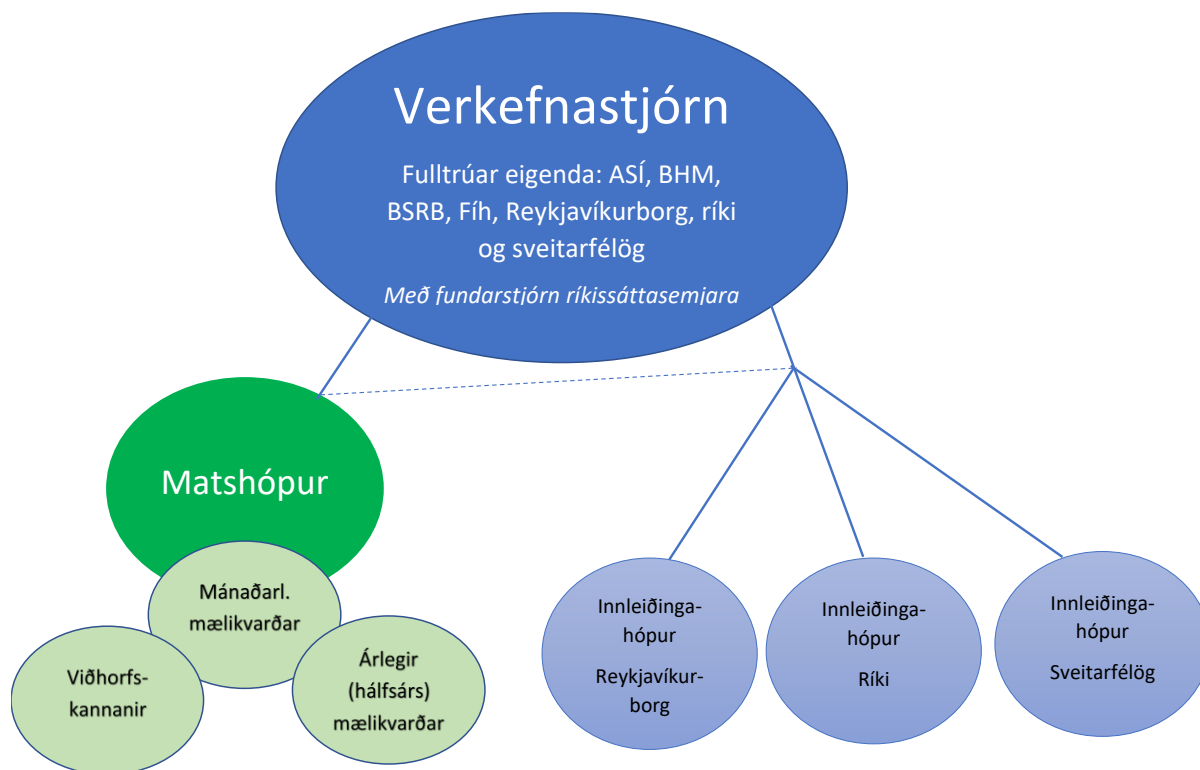 Verkefnastjórn
Fulltrúar eigenda: ASÍ, BHM,
BSRB, Fíh, Reykjavíkurborg, ríki
og sveitarfélög
Með fundarstjórn ríkissáttasemjara
Matshópur
Mánaðarl.
mælikvarðar
Viðhorfs-
kannanir
Árlegir
(hálfsárs)
mælikvarðar
Innleiðinga-
hópur
Reykjavíkur-
borg
Innleiðinga-
hópur
Ríki
Innleiðinga-
hópur
Sveitarfélög